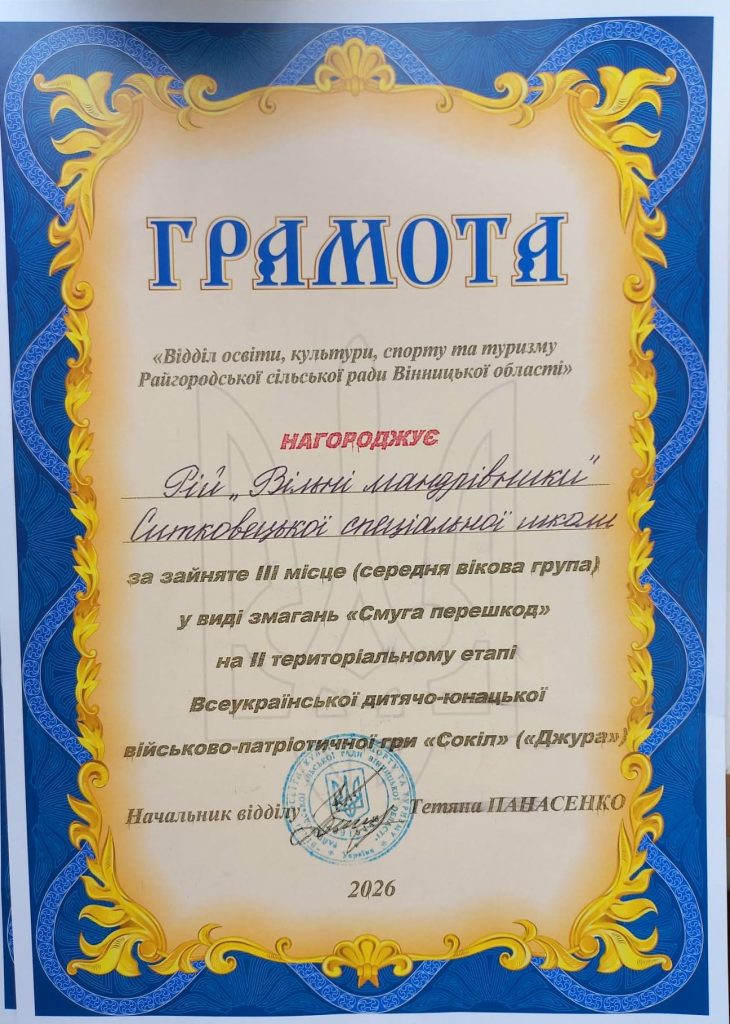 ГРАМОТА
«Відділ освіти, культури, спорту та туризму
Райгородської сільської ради Вінницької області»
НАГОРОДЖУЄ
Рій „Вільні мандрівники"
Ситковецької спеціальної школи
за зайняте III місце (середня вікова група)
у виді змагань «Смуга перешкод»
на II територіальному етапі
Всеукраїнської дитячо-юнацької
військово-патріотичної гри «Сокіл» («Джура»)
Начальник відділу
Тетяна ПАНАСЕНКО
Україна
2026